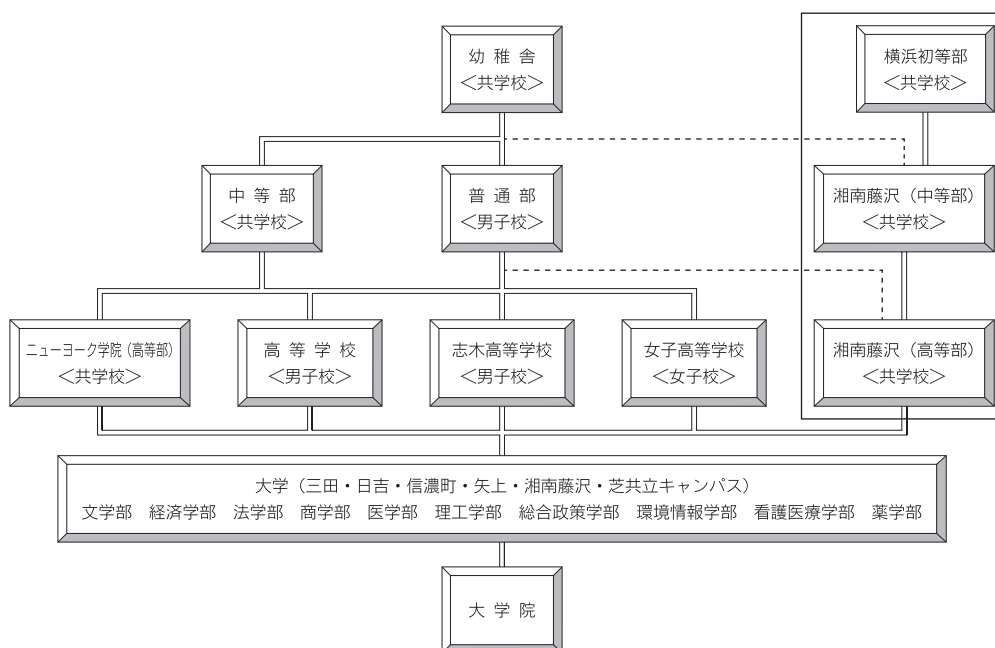 幼稚舎
＜共学校＞
横浜初等部
＜共学校＞
中等部
＜共学校＞
普通部
＜男子校＞
湘南藤沢（中等部）
＜共学校＞
ニューヨーク学院（高等部）
＜共学校＞
高等学校
＜男子校＞
志木高等学校
＜男子校＞
女子高等学校
＜女子校＞
湘南藤沢（高等部）
＜共学校＞
大学（三田・日吉・信濃町・矢上・湘南藤沢・芝共立キャンパス）
文学部　経済学部　法学部　商学部　医学部　理工学部　総合政策学部　環境情報学部　看護医療学部　薬学部
大学院